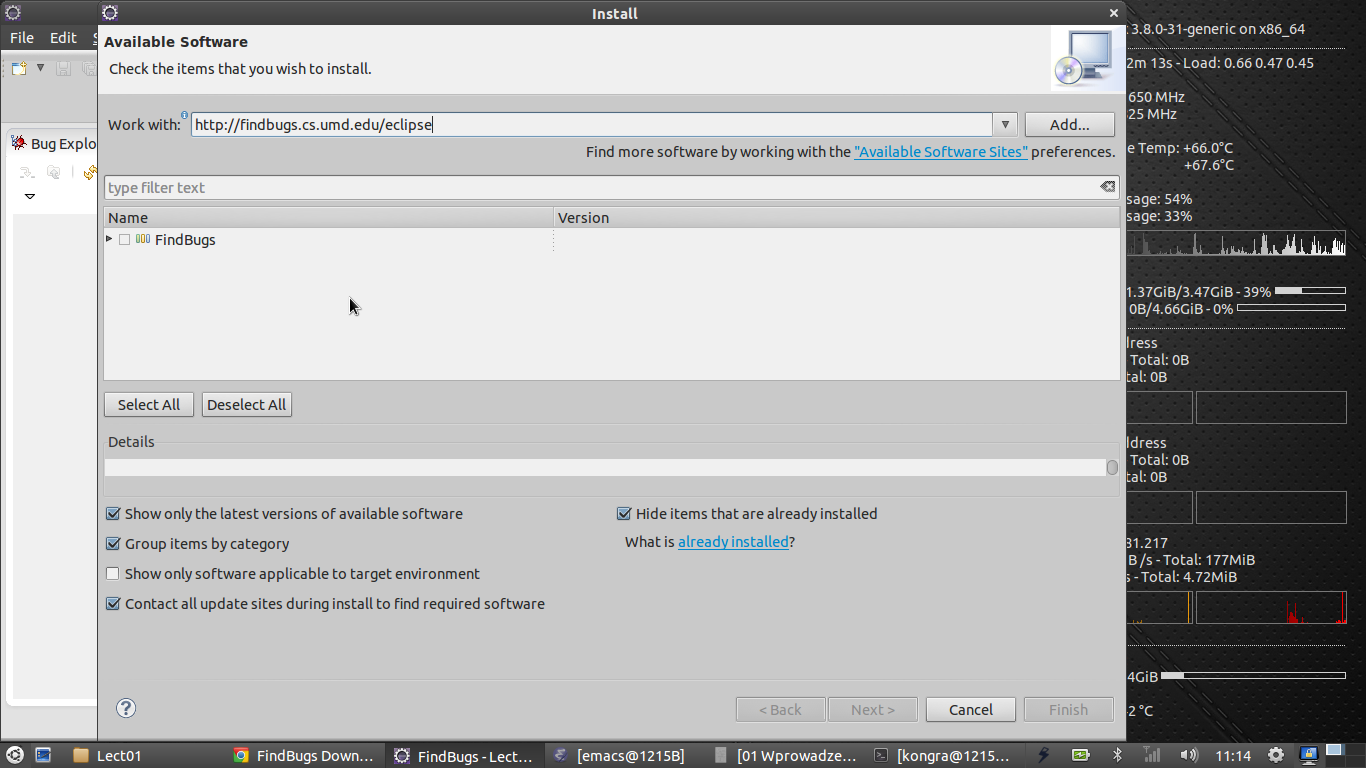 Install
File Edit S
Available Software
Check the items that you wish to install.
3.8.0-31-generic on x86_64
2m 13s - Load: 0.66 0.47 0.45
650 MHz
25 MHz
Work with: http://findbugs.cs.umd.edu/eclipse Add...
Bug Explo
Find more software by working with the "Available Software Sites" preferences.
e Temp: +66.0°C
+67.6°C
type filter text
sage: 54%
sage: 33%
Name Version
FindBugs
1.37GiB/3.47GiB - 39%
0B/4.66GiB - 0%
dress
Total: 0B
tal: 0B
Select All Deselect All
Details
ddress
Total: 0B
tal: 0B
Show only the latest versions of available software
Hide items that are already installed
Group items by category
What is already installed?
Show only software applicable to target environment
Contact all update sites during install to find required software
31.217
B /s - Total: 177MiB
s - Total: 4.72MiB
4GiB
2 °C
? < Back Next > Cancel Finish
Lect01 FindBugs Down... FindBugs - Lect... [emacs@1215B] [01 Wprowadze... [kongra@1215... 11:14